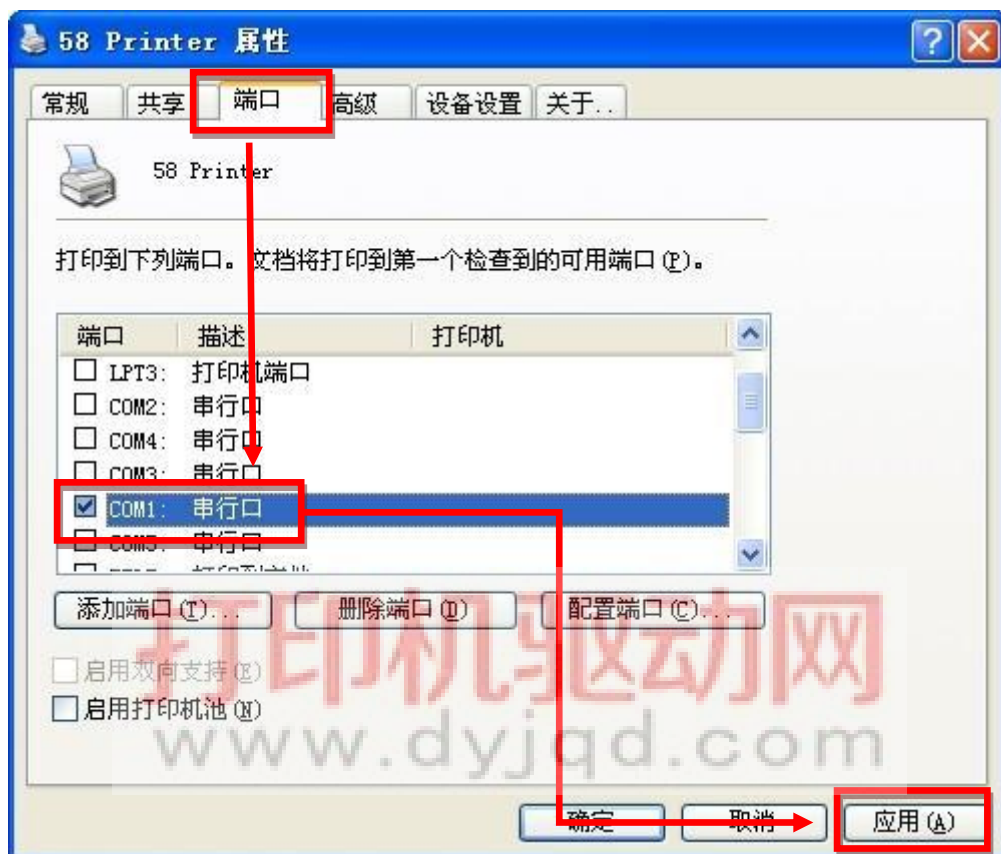 58 Printer 属性
常规 共享 端口 高级 设备设置 关于..
58 Printer
打印到下列端口。文档将打印到第一个检查到的可用端口(P)。
端口 描述 打印机
LPT3: 打印机端口
COM2: 串行口
COM4: 串行口
COM3: 串行口
COM1: 串行口
串行口
添加端口(T)... 删除端口(D) 配置端口(C)...
启用双向支持(E)
启用打印机池(N)
打印机驱动网
www.dyjqd.com
确定 取消 应用(A)